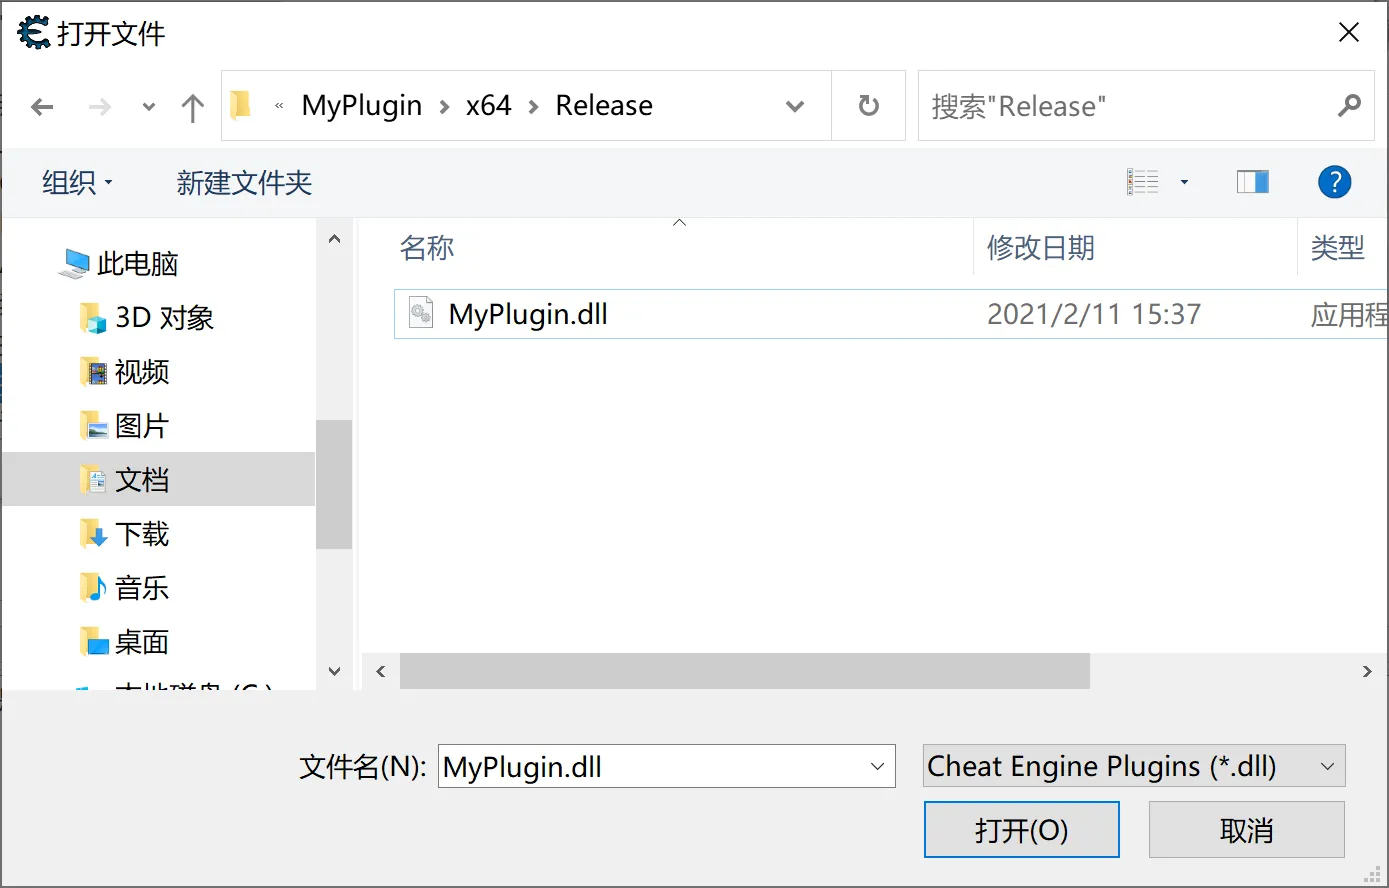 打开文件
« MyPlugin › x64 › Release
搜索"Release"
组织
新建文件夹
?
此电脑
3D 对象
视频
图片
文档
下载
音乐
桌面
名称
修改日期
类型
MyPlugin.dll
2021/2/11 15:37
应用程
文件名(N):
MyPlugin.dll
Cheat Engine Plugins (*.dll)
打开(O)
取消